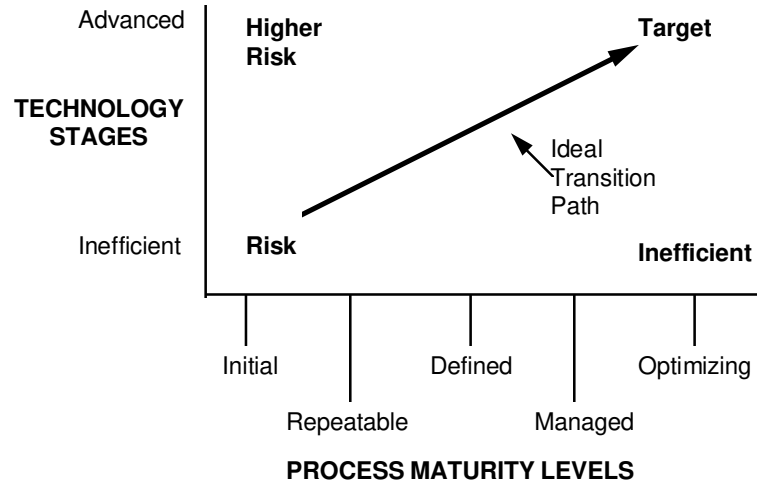 Advanced
Higher
Risk
Target
TECHNOLOGY
STAGES
Ideal
Transition
Path
Inefficient
Risk
Inefficient
Initial
Defined
Optimizing
Repeatable
Managed
PROCESS MATURITY LEVELS